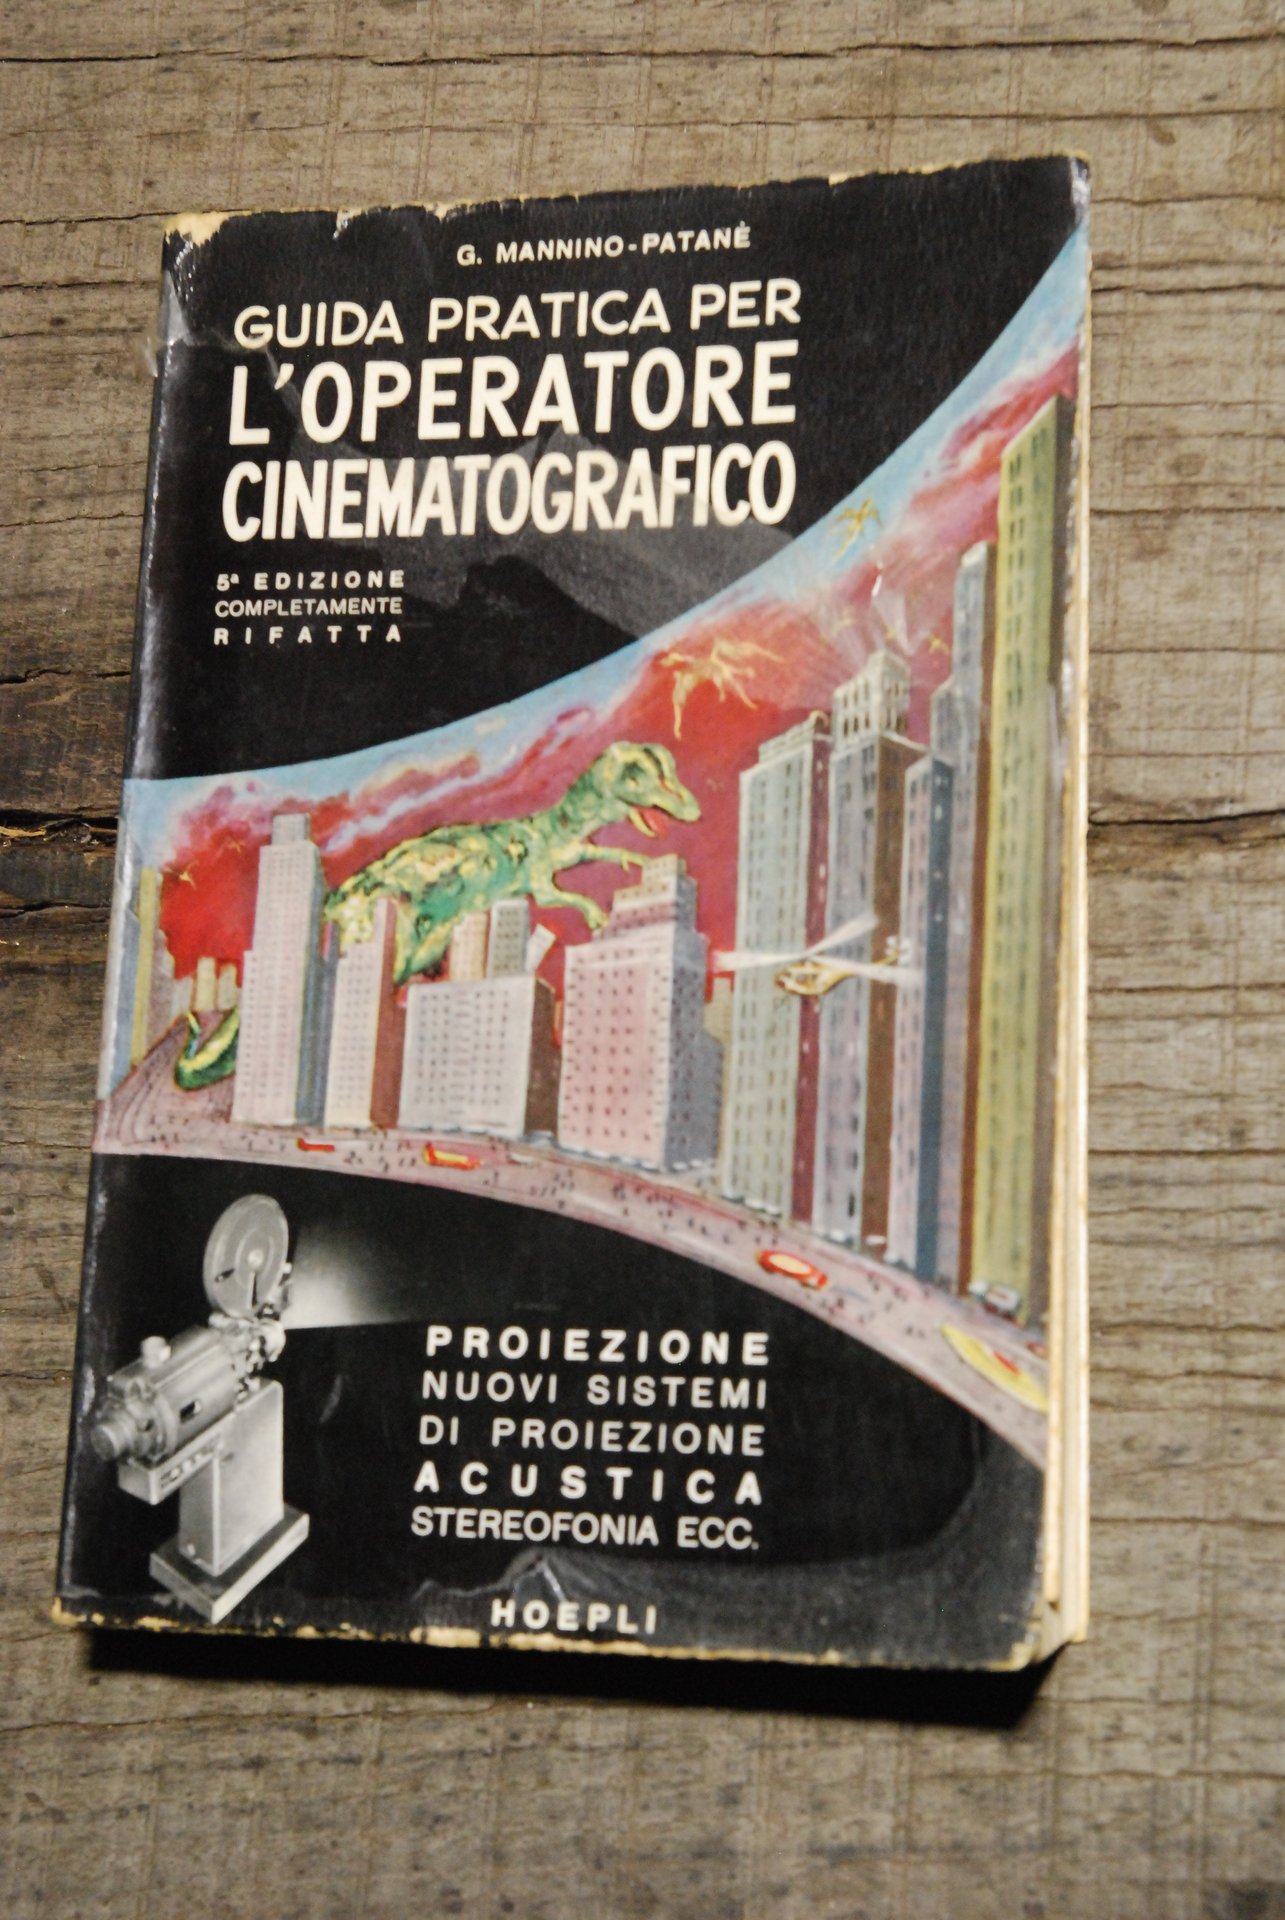 G. MANNINO-PATANÈ
GUIDA PRATICA PER
L'OPERATORE
CINEMATOGRAFICO
5ª EDIZIONE
COMPLETAMENTE
RIFATTA
PROIEZIONE
NUOVI SISTEMI
DI PROIEZIONE
ACUSTICA
STEREOFONIA ECC.
HOEPLI